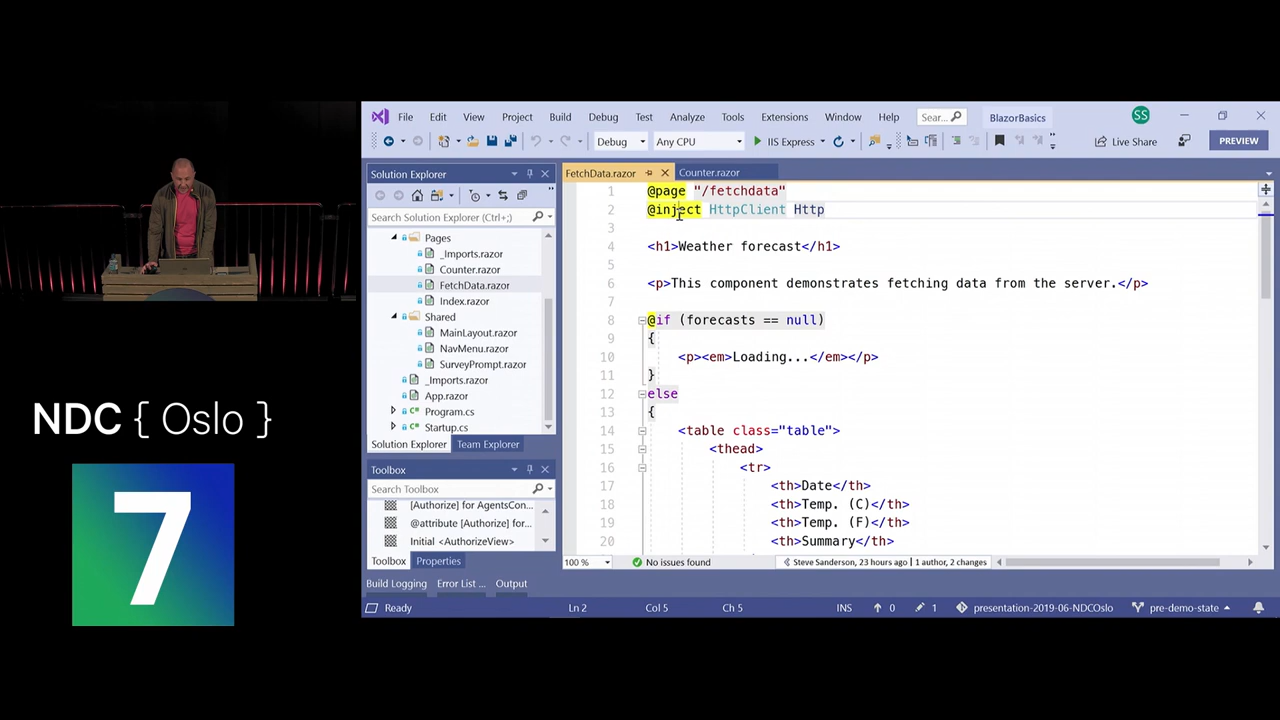 File Edit View Project Build Debug Test Analyze Tools Extensions Window Help Sear... BlazorBasics SS
Debug Any CPU IIS Express Live Share PREVIEW
Solution Explorer
Search Solution Explorer (Ctrl+;)
Pages
_Imports.razor
Counter.razor
FetchData.razor
Index.razor
Shared
MainLayout.razor
NavMenu.razor
SurveyPrompt.razor
_Imports.razor
App.razor
Program.cs
Startup.cs
Solution Explorer Team Explorer
Toolbox
Search Toolbox
[Authorize] for AgentsCon...
@attribute [Authorize] for...
Initial <AuthorizeView>
Toolbox Properties
FetchData.razor Counter.razor
1 @page "/fetchdata"
2 @inject HttpClient Http
3
4 <h1>Weather forecast</h1>
5
6 <p>This component demonstrates fetching data from the server.</p>
7
8 @if (forecasts == null)
9 {
10 <p><em>Loading...</em></p>
11 }
12 else
13 {
14 <table class="table">
15 <thead>
16 <tr>
17 <th>Date</th>
18 <th>Temp. (C)</th>
19 <th>Temp. (F)</th>
20 <th>Summary</th>
100 % No issues found Steve Sanderson, 23 hours ago | 1 author, 2 changes
Build Logging Error List ... Output
Ready Ln 2 Col 5 Ch 5 INS 0 1 presentation-2019-06-NDCOslo pre-demo-state
NDC { Oslo }
7